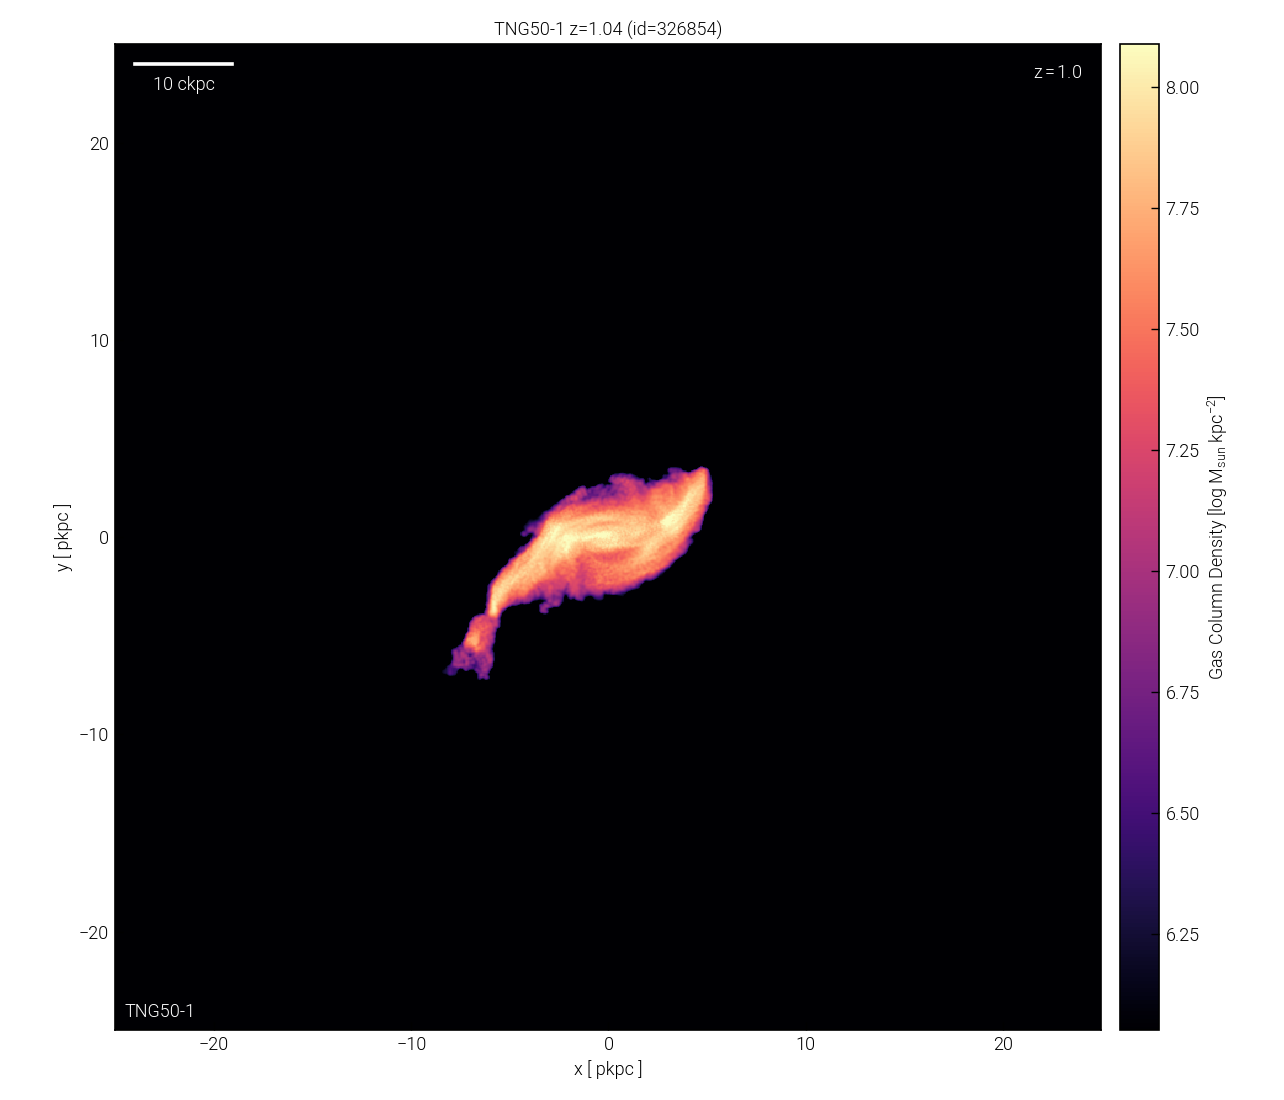 TNG50-1 z=1.04 (id=326854)
10 ckpc
z=1.0
TNG50-1
20
10
0
−10
−20
y [ pkpc ]
−20
−10
0
10
20
x [ pkpc ]
8.00
7.75
7.50
7.25
7.00
6.75
6.50
6.25
Gas Column Density [log M_sun kpc^−2]